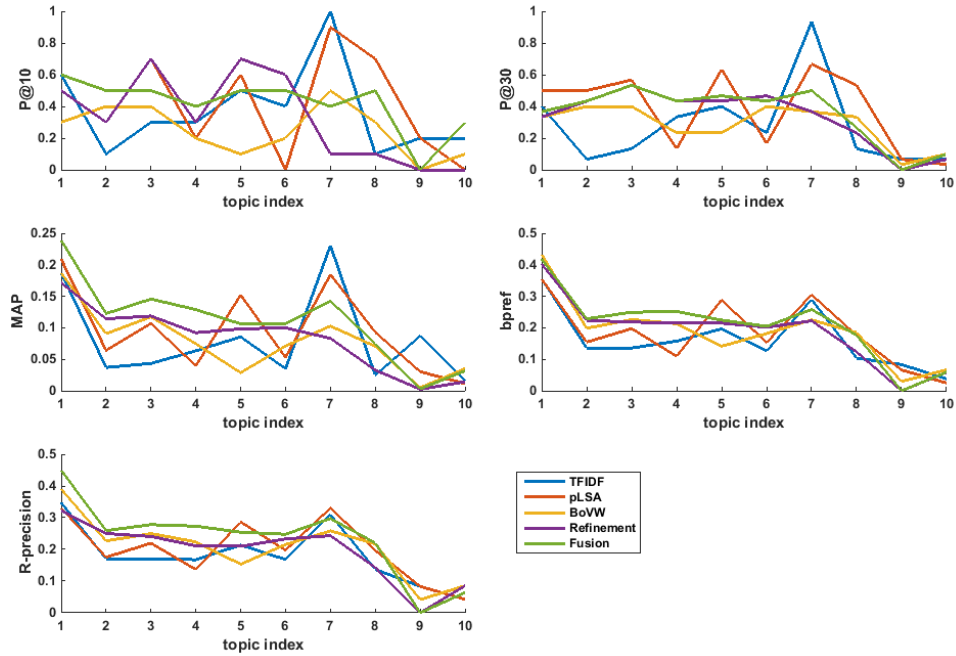 P@10
1
0.8
0.6
0.4
0.2
0
1 2 3 4 5 6 7 8 9 10
topic index
P@30
1
0.8
0.6
0.4
0.2
0
1 2 3 4 5 6 7 8 9 10
topic index
MAP
0.25
0.2
0.15
0.1
0.05
0
1 2 3 4 5 6 7 8 9 10
topic index
bpref
0.5
0.4
0.3
0.2
0.1
0
1 2 3 4 5 6 7 8 9 10
topic index
R-precision
0.5
0.4
0.3
0.2
0.1
0
1 2 3 4 5 6 7 8 9 10
topic index
TFIDF
pLSA
BoVW
Refinement
Fusion